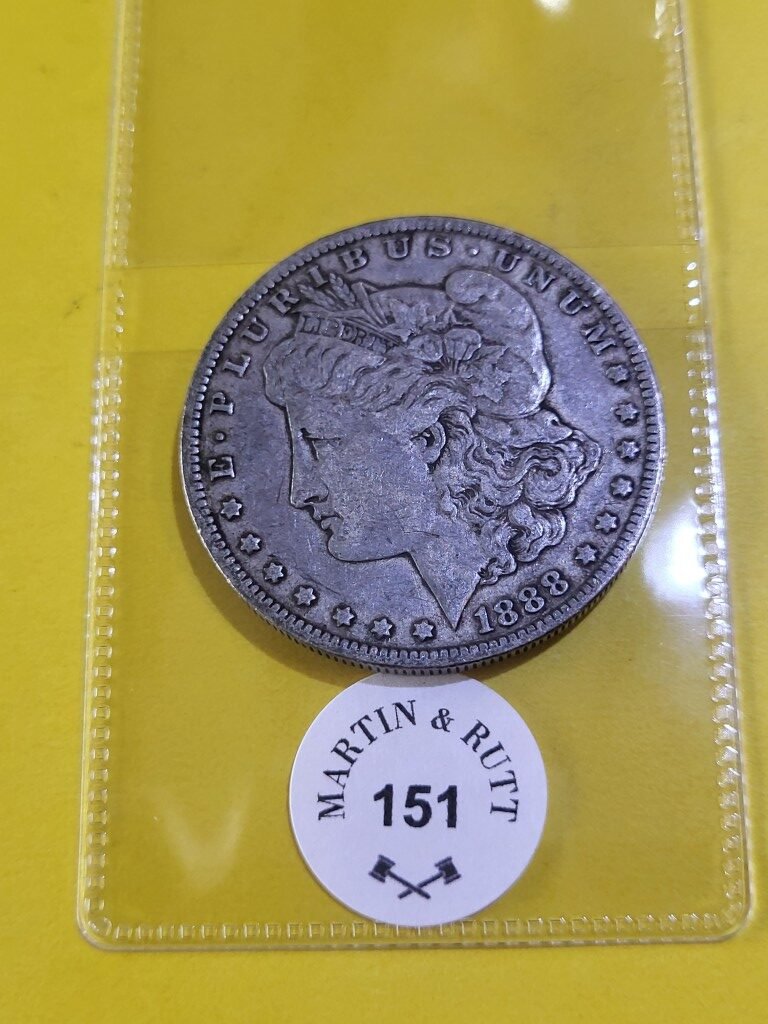 E·PLURIBUS·UNUM
LIBERTY
1888
MARTIN & RUTT
151